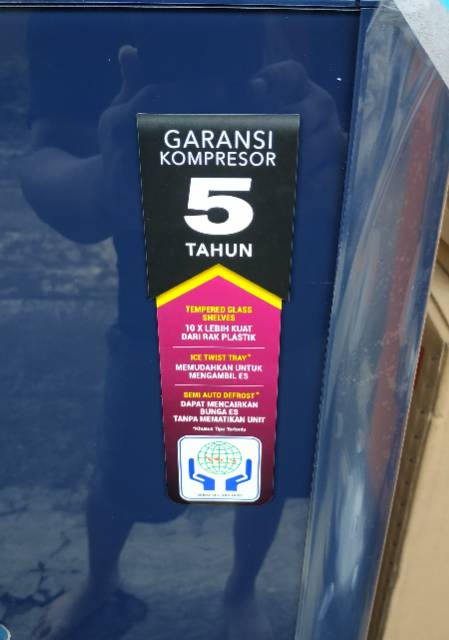 GARANSI
KOMPRESOR
5
TAHUN
TEMPERED GLASS
SHELVES
10 X LEBIH KUAT
DARI RAK PLASTIK
ICE TWIST TRAY*
MEMUDAHKAN UNTUK
MENGAMBIL ES
SEMI AUTO DEFROST*
DAPAT MENCAIRKAN
BUNGA ES
TANPA MEMATIKAN UNIT
*Khusus Tipe Tertentu